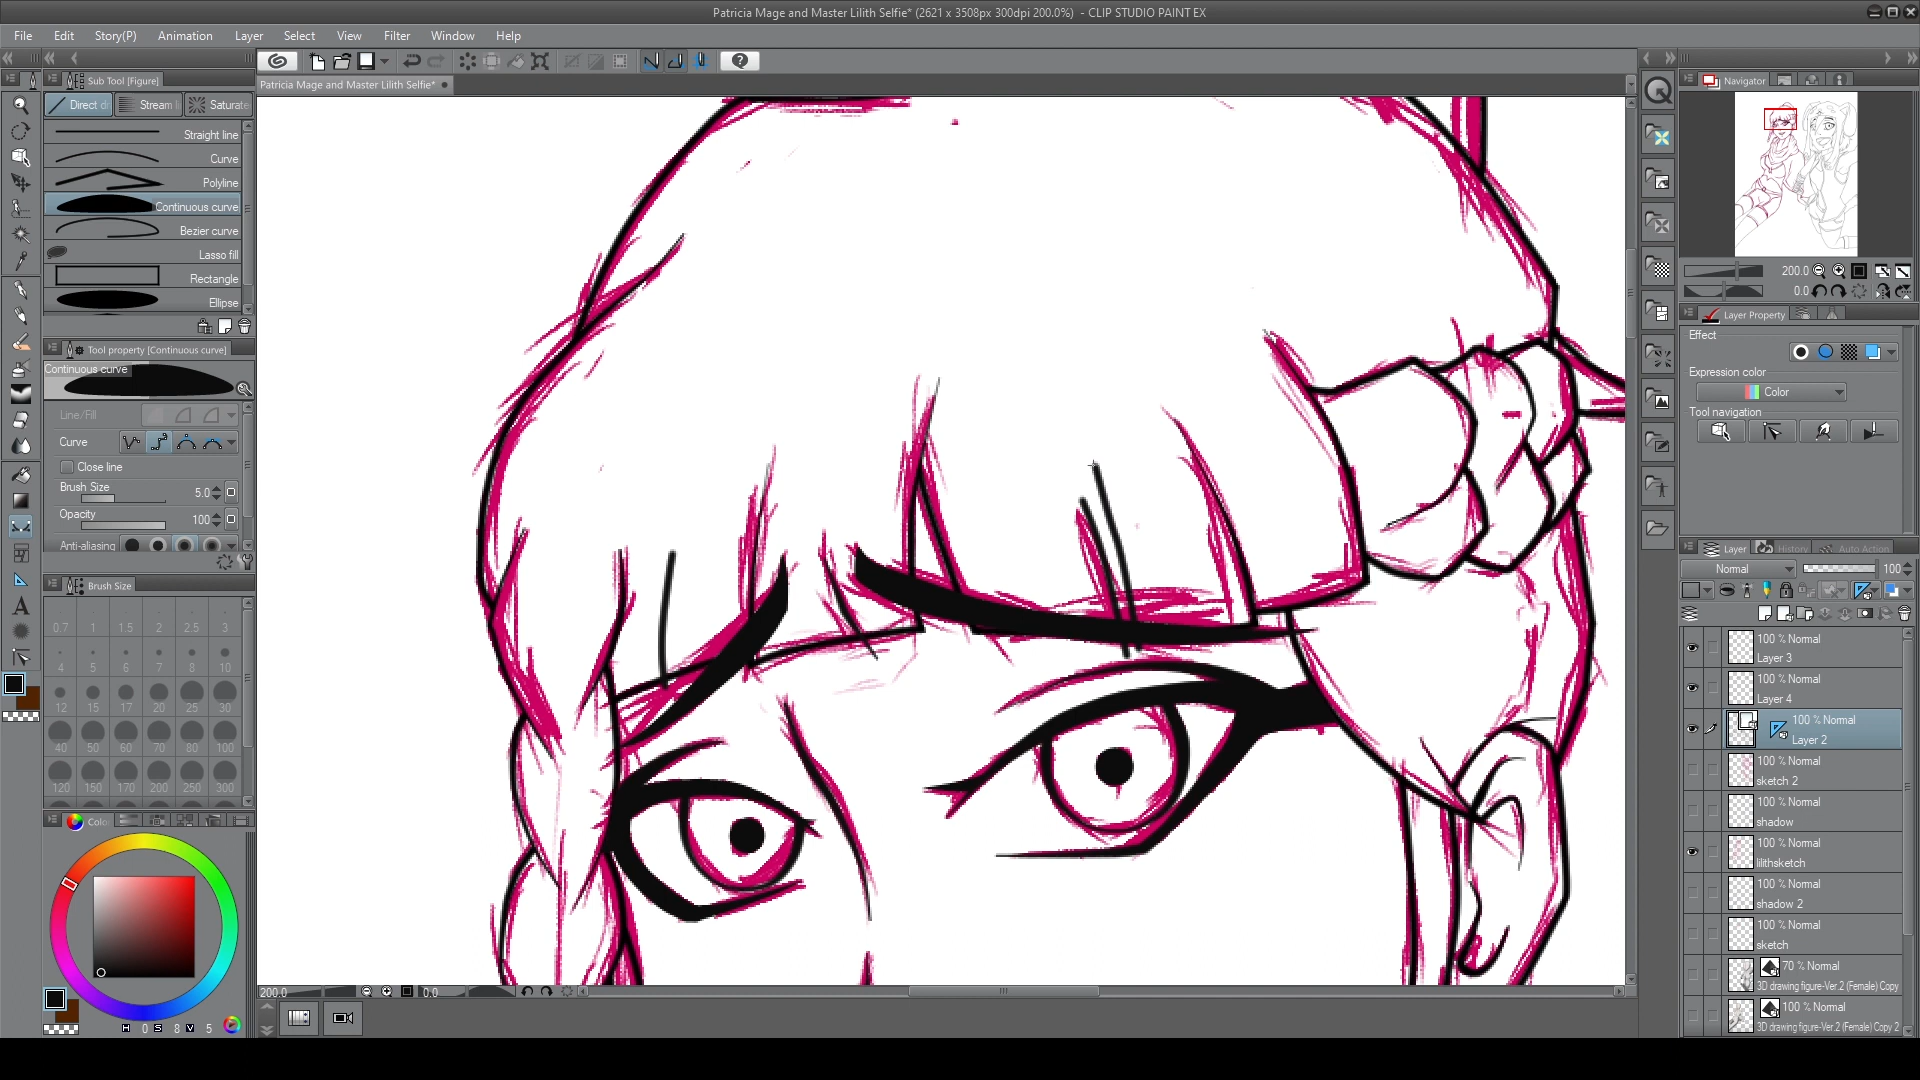 Patricia Mage and Master Lilith Selfie* (2621 x 3508px 300dpi 200.0%) - CLIP STUDIO PAINT EX
File Edit Story(P) Animation Layer Select View Filter Window Help
Patricia Mage and Master Lilith Selfie*
Sub Tool [Figure]
Direct di Stream l Saturate
Straight line
Curve
Polyline
Continuous curve
Bezier curve
Lasso fill
Rectangle
Ellipse
Tool property [Continuous curve]
Continuous curve
Line/Fill
Curve
Close line
Brush Size 5.0
Opacity 100
Anti-aliasing
Brush Size
0.7 1 1.5 2 2.5 3
4 5 6 7 8 10
12 15 17 20 25 30
40 50 60 70 80 100
120 150 170 200 250 300
Colo
H 0 S 8 V 5
200.0 0.0
Navigator
200.0
0.0
Layer Property
Effect
Expression color
Color
Tool navigation
Layer History Auto Action
Normal 100
100 % Normal
Layer 3
100 % Normal
Layer 4
100 % Normal
Layer 2
100 % Normal
sketch 2
100 % Normal
shadow
100 % Normal
lilithsketch
100 % Normal
shadow 2
100 % Normal
sketch
70 % Normal
3D drawing figure-Ver.2 (Female) Copy
100 % Normal
3D drawing figure-Ver.2 (Female) Copy 2